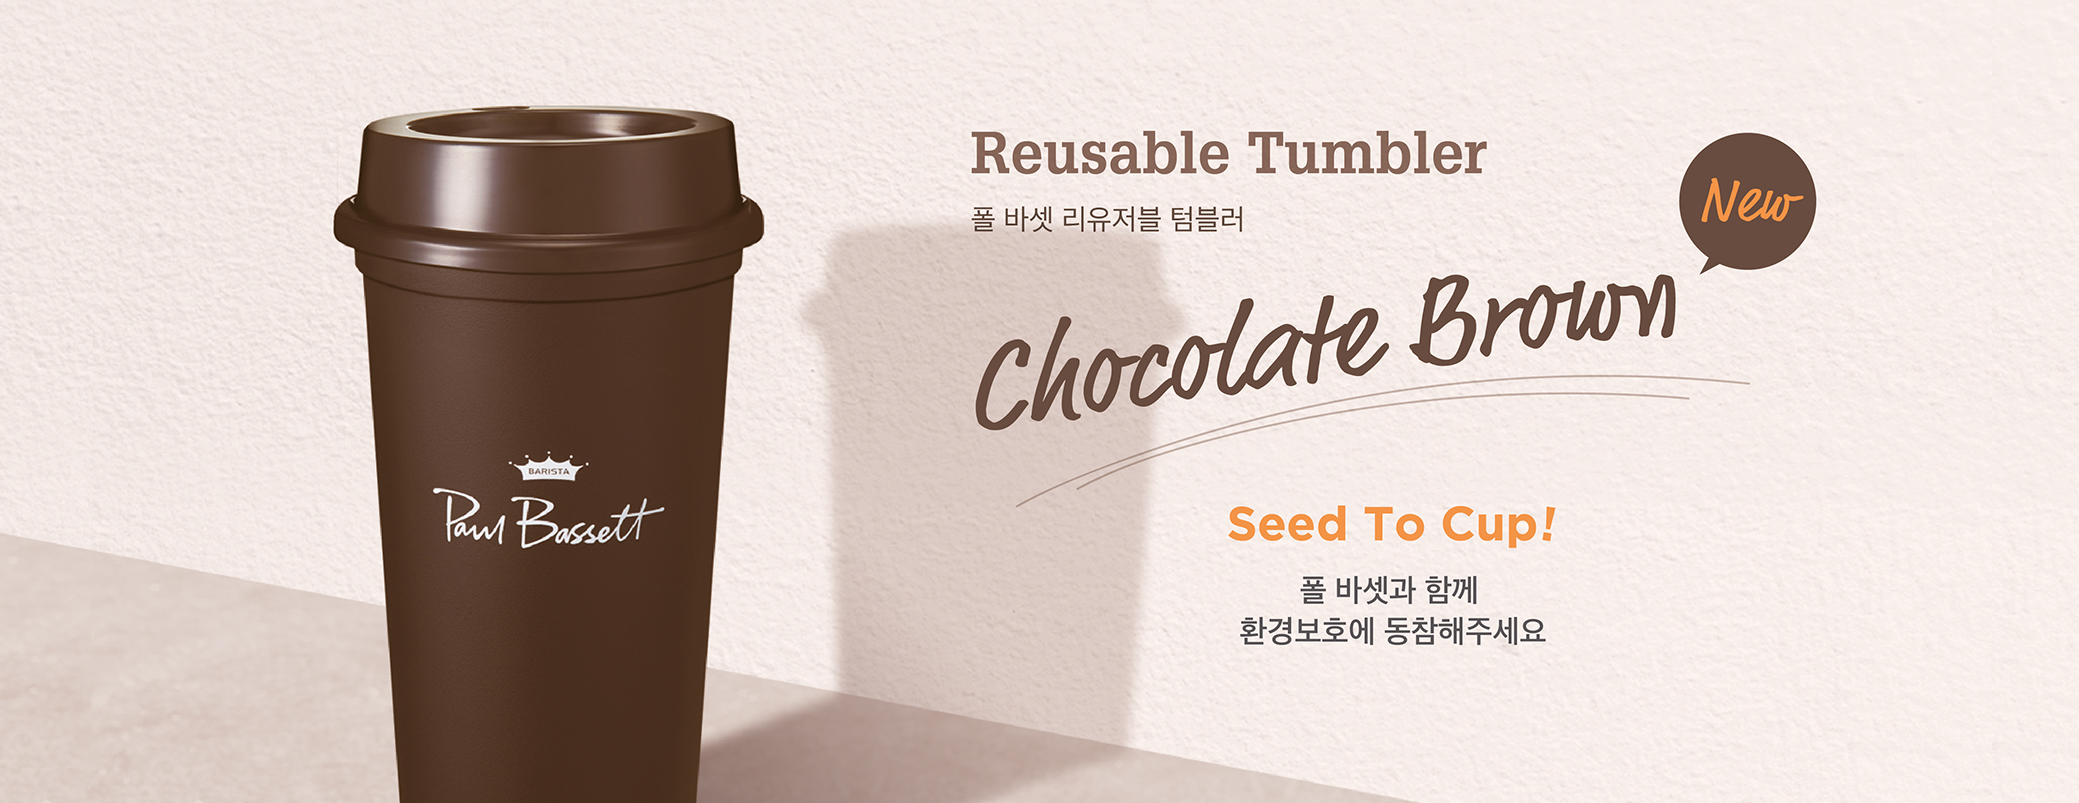 Reusable Tumbler
폴 바셋 리유저블 텀블러
New
Chocolate Brown
BARISTA
Paul Bassett
Seed To Cup!
폴 바셋과 함께
환경보호에 동참해주세요